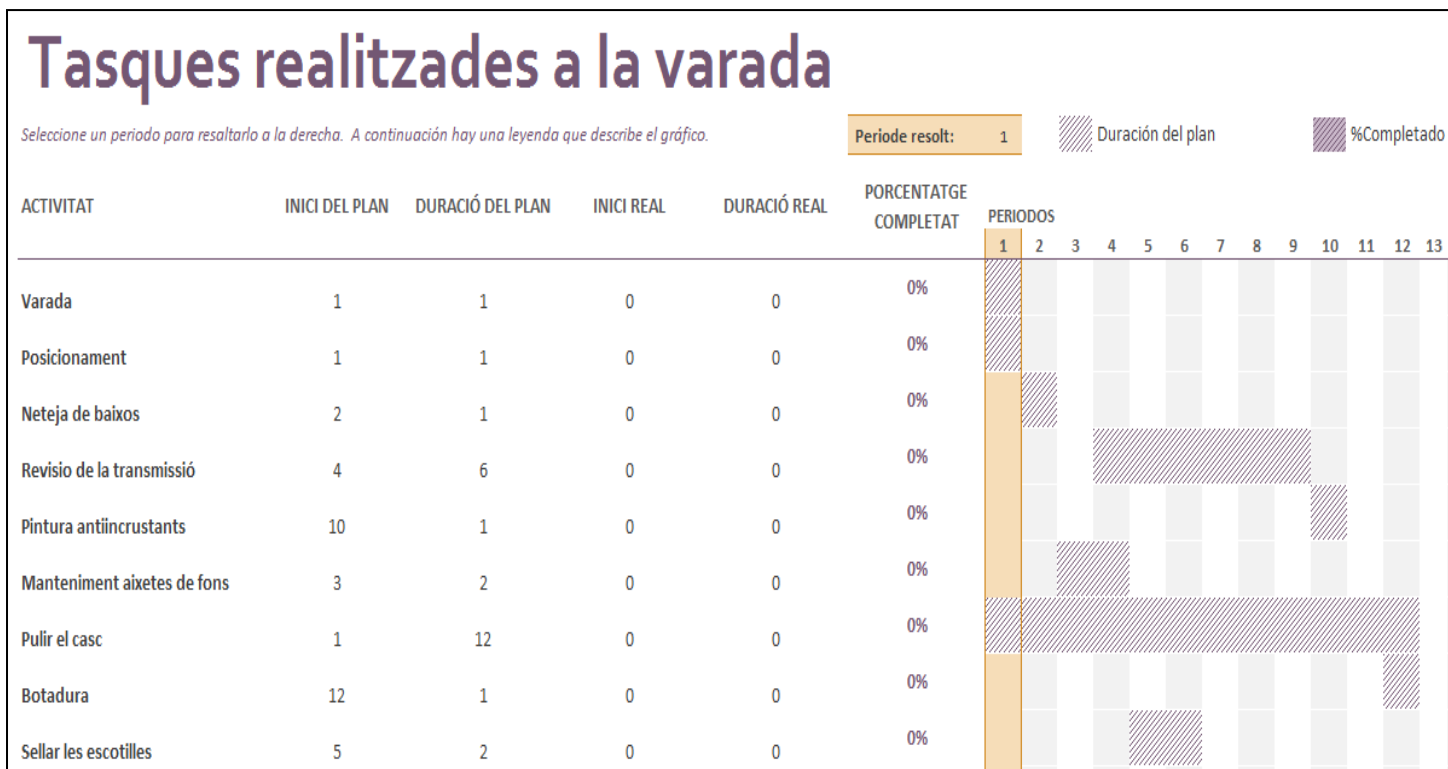 Tasques realitzades a la varada
Seleccione un periodo para resaltarlo a la derecha. A continuación hay una leyenda que describe el gráfico.
Periode resolt: 1
Duración del plan
%Completado
ACTIVITAT INICI DEL PLAN DURACIÓ DEL PLAN INICI REAL DURACIÓ REAL PORCENTATGE COMPLETAT PERIODOS
1 2 3 4 5 6 7 8 9 10 11 12 13
Varada 1 1 0 0 0%
Posicionament 1 1 0 0 0%
Neteja de baixos 2 1 0 0 0%
Revisio de la transmissió 4 6 0 0 0%
Pintura antiincrustants 10 1 0 0 0%
Manteniment aixetes de fons 3 2 0 0 0%
Pulir el casc 1 12 0 0 0%
Botadura 12 1 0 0 0%
Sellar les escotilles 5 2 0 0 0%